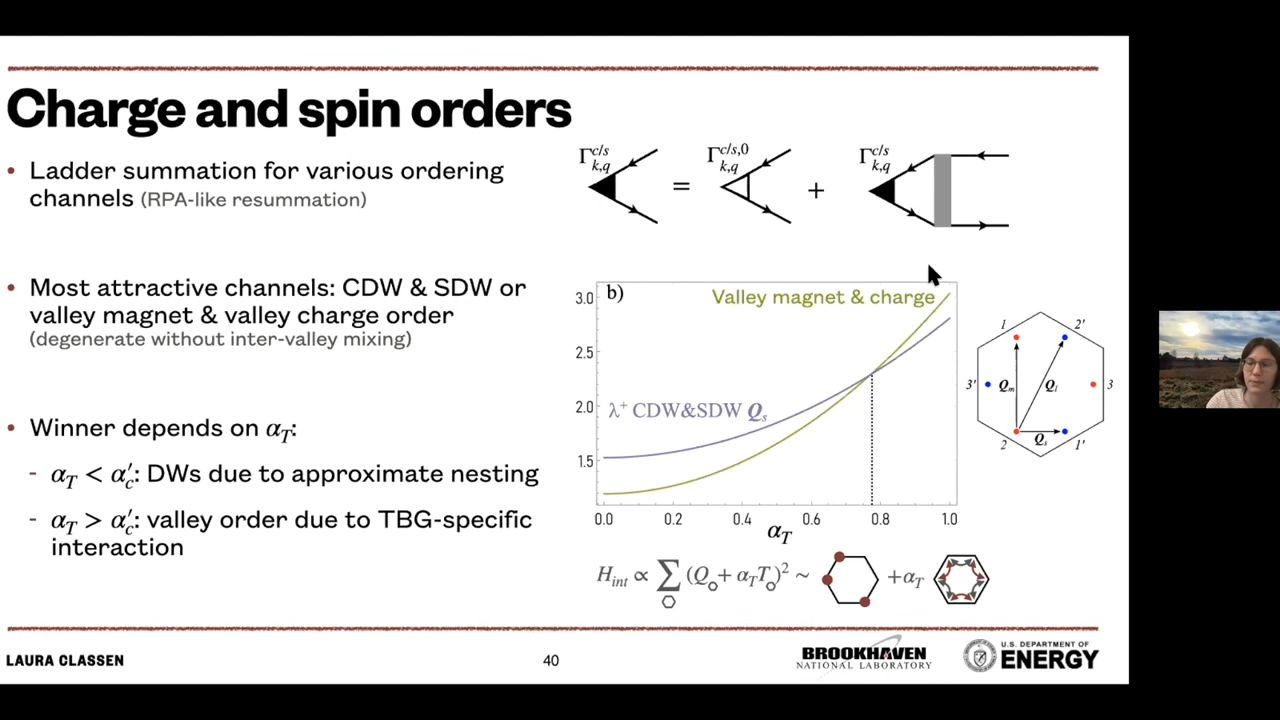 Charge and spin orders
• Ladder summation for various ordering
channels (RPA-like resummation)
Γ^{c/s}_{k,q} = Γ^{c/s,0}_{k,q} + Γ^{c/s}_{k,q}
• Most attractive channels: CDW & SDW or
valley magnet & valley charge order
(degenerate without inter-valley mixing)
• Winner depends on α_T:
- α_T < α′_c: DWs due to approximate nesting
- α_T > α′_c: valley order due to TBG-specific
interaction
b)
Valley magnet & charge
λ⁺ CDW&SDW Q_s
3.0
2.5
2.0
1.5
0.0 0.2 0.4 0.6 0.8 1.0
α_T
1 2'
3' Q_m Q_l 3
2 Q_s 1'
H_int ∝ ∑ (Q + α_T T)² ~ + α_T
LAURA CLASSEN
40
BROOKHAVEN
NATIONAL LABORATORY
U.S. DEPARTMENT OF
ENERGY